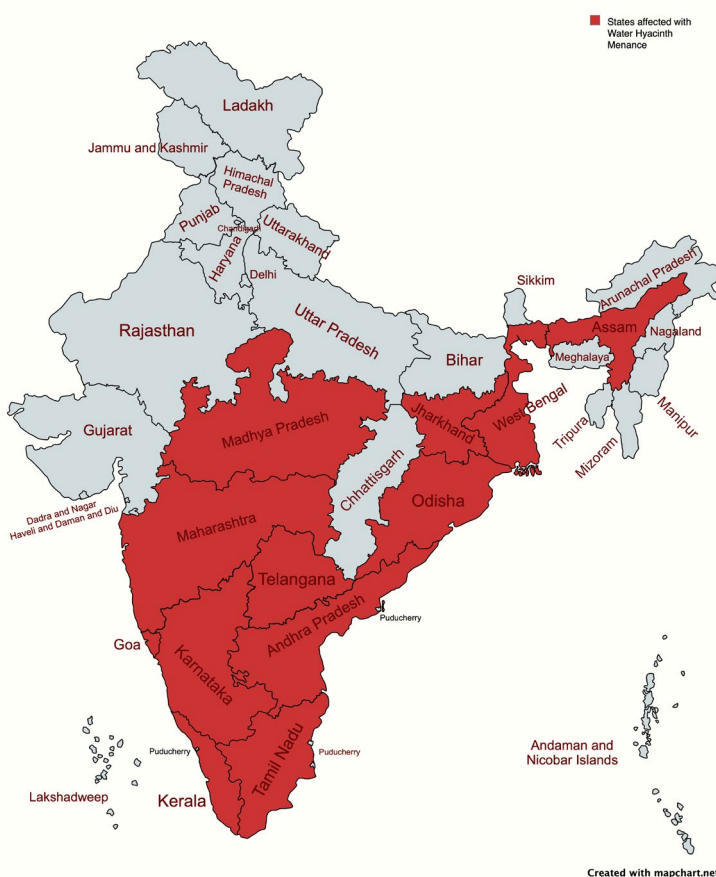 States affected with
Water Hyacinth
Menance
Ladakh
Jammu and Kashmir
Himachal
Pradesh
Punjab
Chandigarh
Uttarakhand
Haryana
Delhi
Sikkim
Arunachal Pradesh
Rajasthan
Uttar Pradesh
Assam
Nagaland
Bihar
Meghalaya
Manipur
Gujarat
Madhya Pradesh
Jharkhand
West Bengal
Tripura
Mizoram
Chhattisgarh
Odisha
Dadra and Nagar
Haveli and Daman and Diu
Maharashtra
Telangana
Andhra Pradesh
Puducherry
Goa
Karnataka
Puducherry
Tamil Nadu
Puducherry
Andaman and
Nicobar Islands
Lakshadweep
Kerala
Created with mapchart.net